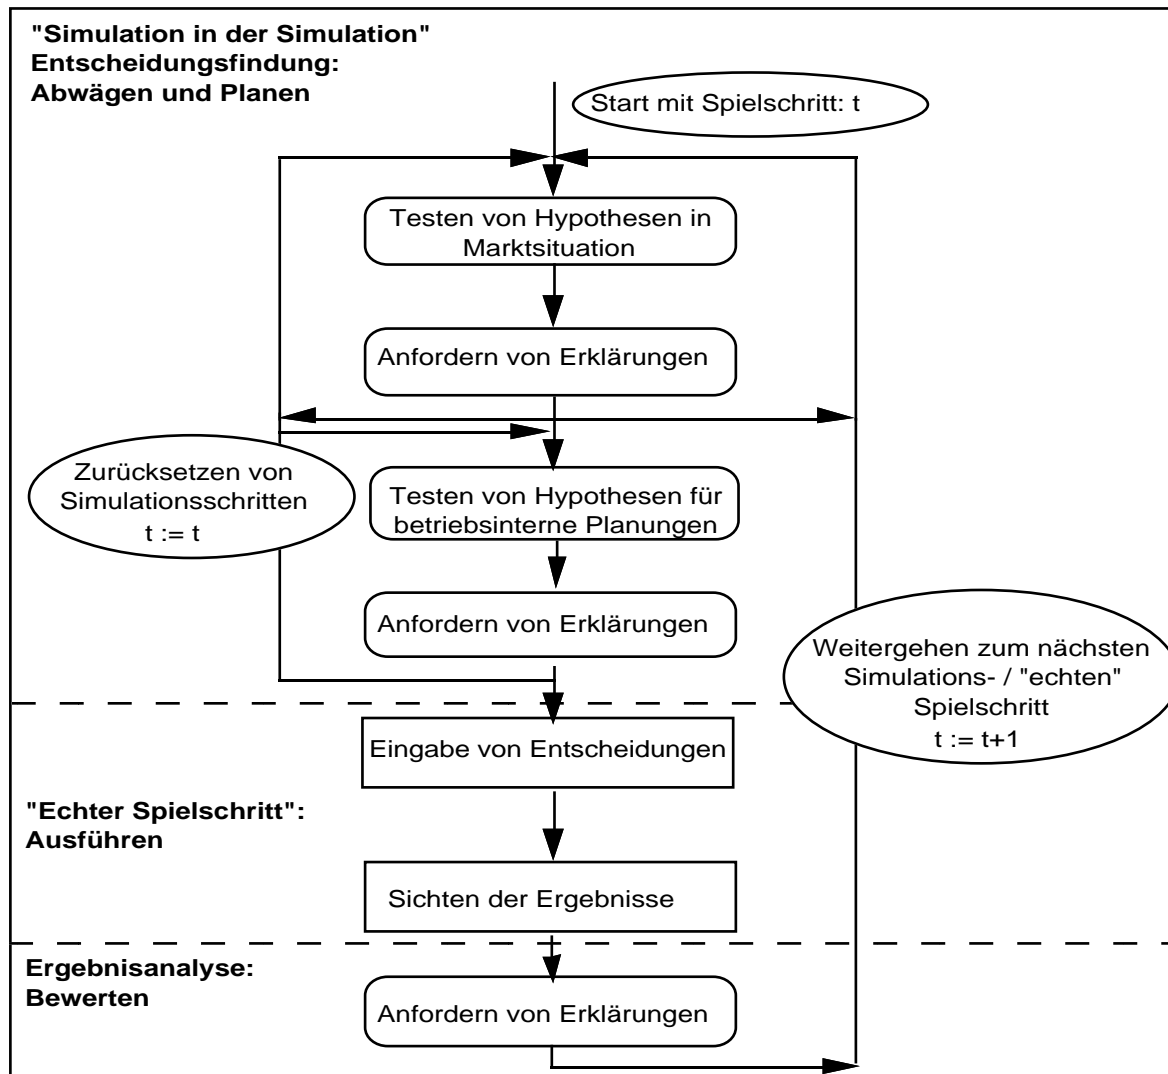 "Simulation in der Simulation"
Entscheidungsfindung:
Abwägen und Planen
Start mit Spielschritt: t
Testen von Hypothesen in
Marktsituation
Anfordern von Erklärungen
Zurücksetzen von
Simulationsschritten
t := t
Testen von Hypothesen für
betriebsinterne Planungen
Anfordern von Erklärungen
Weitergehen zum nächsten
Simulations- / "echten"
Spielschritt
t := t+1
Eingabe von Entscheidungen
"Echter Spielschritt":
Ausführen
Sichten der Ergebnisse
Ergebnisanalyse:
Bewerten
Anfordern von Erklärungen